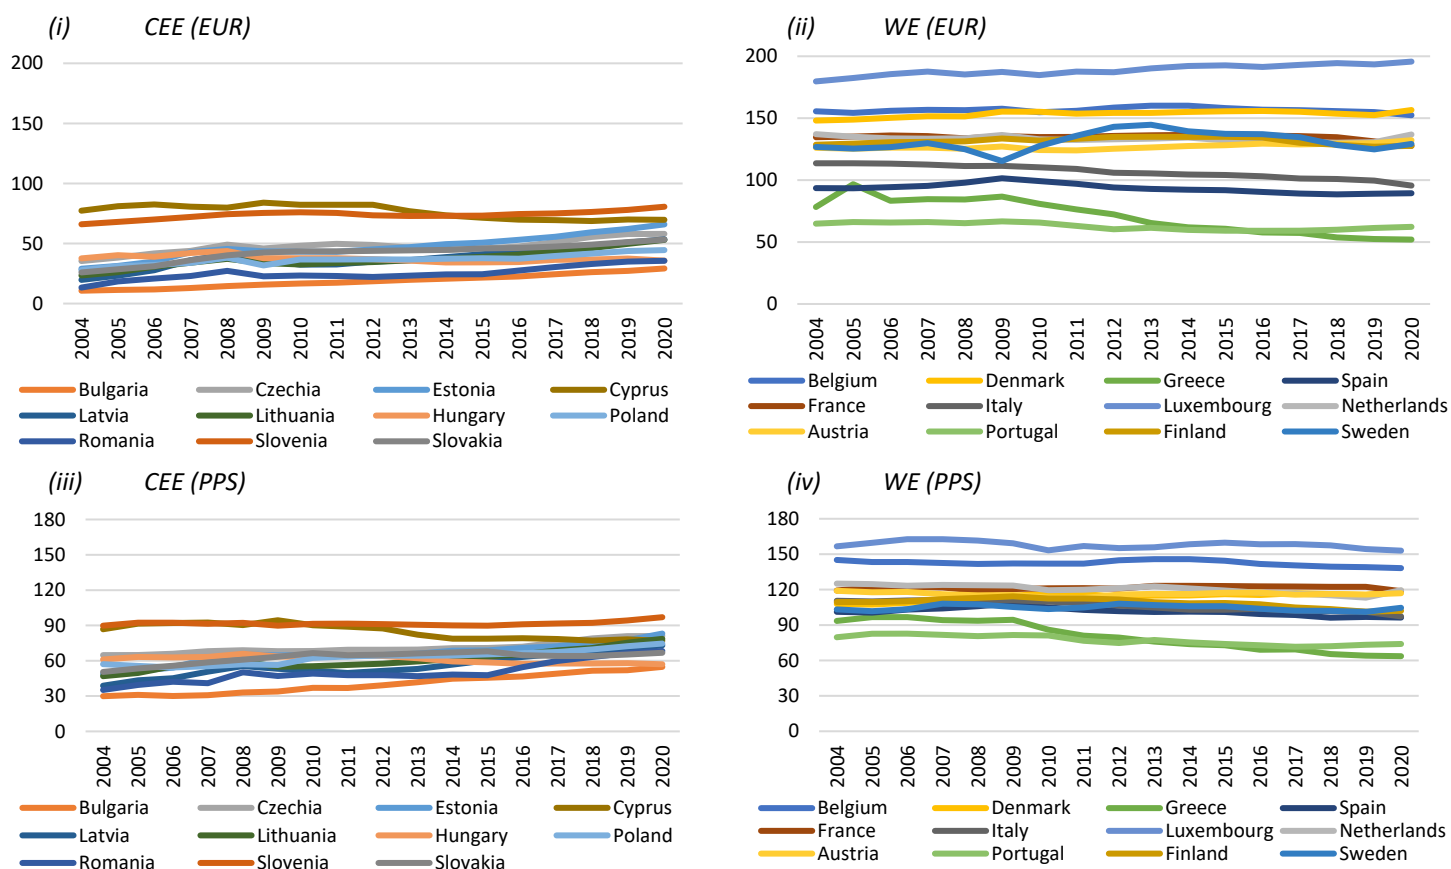 (i) CEE (EUR)
200
150
100
50
0
2004 2005 2006 2007 2008 2009 2010 2011 2012 2013 2014 2015 2016 2017 2018 2019 2020
Bulgaria Czechia Estonia Cyprus
Latvia Lithuania Hungary Poland
Romania Slovenia Slovakia
(ii) WE (EUR)
200
150
100
50
0
2004 2005 2006 2007 2008 2009 2010 2011 2012 2013 2014 2015 2016 2017 2018 2019 2020
Belgium Denmark Greece Spain
France Italy Luxembourg Netherlands
Austria Portugal Finland Sweden
(iii) CEE (PPS)
180
150
120
90
60
30
0
2004 2005 2006 2007 2008 2009 2010 2011 2012 2013 2014 2015 2016 2017 2018 2019 2020
Bulgaria Czechia Estonia Cyprus
Latvia Lithuania Hungary Poland
Romania Slovenia Slovakia
(iv) WE (PPS)
180
150
120
90
60
30
0
2004 2005 2006 2007 2008 2009 2010 2011 2012 2013 2014 2015 2016 2017 2018 2019 2020
Belgium Denmark Greece Spain
France Italy Luxembourg Netherlands
Austria Portugal Finland Sweden